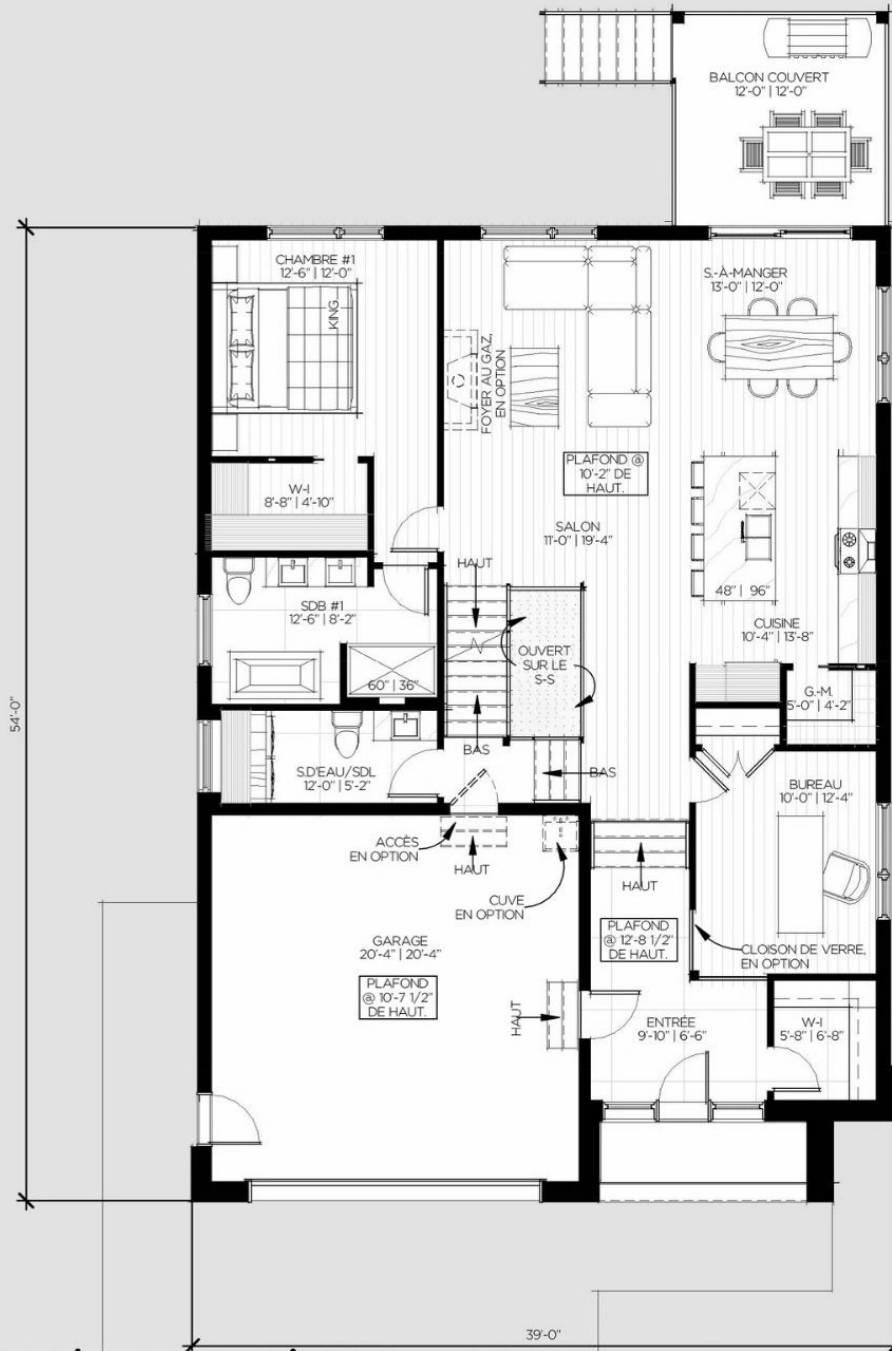 BALCON COUVERT
12'-0" | 12'-0"
CHAMBRE #1
12'-6" | 12'-0"
KING
FOYER AU GAZ,
EN OPTION
S.-À-MANGER
13'-0" | 12'-0"
PLAFOND @
10'-2" DE
HAUT.
W-I
8'-8" | 4'-10"
SALON
11'-0" | 19'-4"
HAUT
48" | 96"
CUISINE
10'-4" | 13'-8"
SDB #1
12'-6" | 8'-2"
60" | 36"
OUVERT
SUR LE
S-S
G.-M.
5'-0" | 4'-2"
54'-0"
BAS
S.D'EAU/SDL
12'-0" | 5'-2"
BAS
BUREAU
10'-0" | 12'-4"
ACCÈS
EN OPTION
HAUT
CUVE
EN OPTION
HAUT
GARAGE
20'-4" | 20'-4"
PLAFOND
@ 10'-7 1/2"
DE HAUT.
PLAFOND
@ 12'-8 1/2"
DE HAUT.
CLOISON DE VERRE,
EN OPTION
HAUT
ENTRÉE
9'-10" | 6'-6"
W-I
5'-8" | 6'-8"
39'-0"